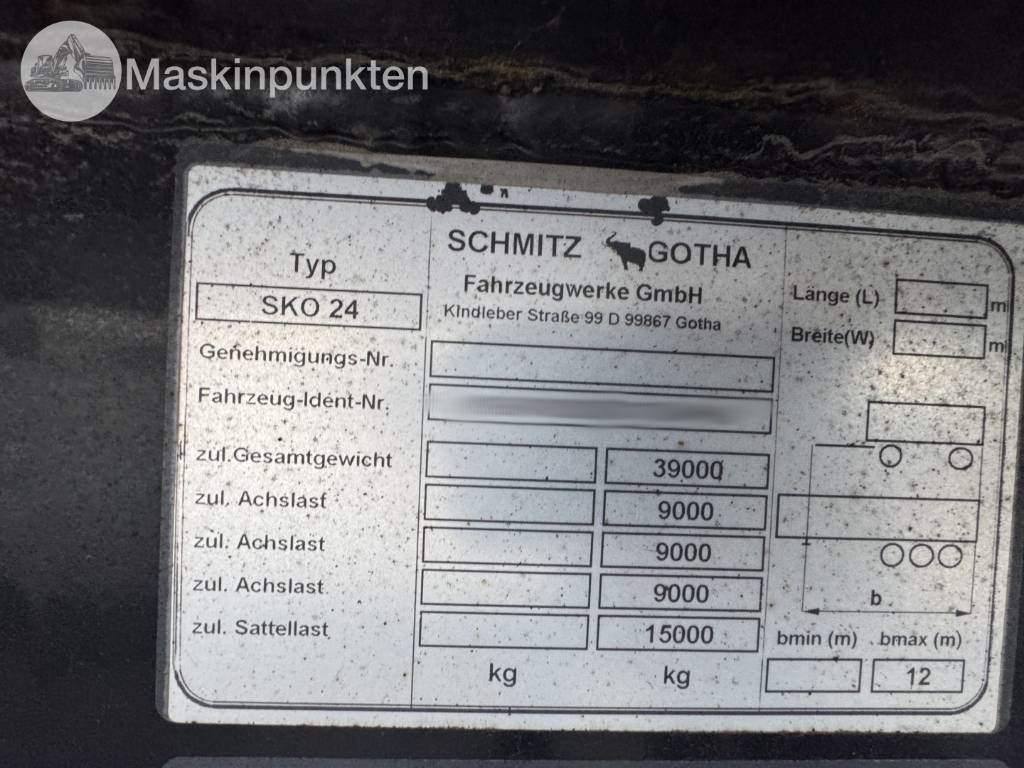 Maskinpunkten
SCHMITZ GOTHA
Fahrzeugwerke GmbH
Kindleber Straße 99 D 99867 Gotha
Typ
SKO 24
Genehmigungs-Nr.
Fahrzeug-Ident-Nr.
zul.Gesamtgewicht 39000
zul. Achslast 9000
zul. Achslast 9000
zul. Achslast 9000
zul. Sattellast 15000
kg kg
Länge (L) m
Breite(W) m
b
bmin (m) bmax (m)
12